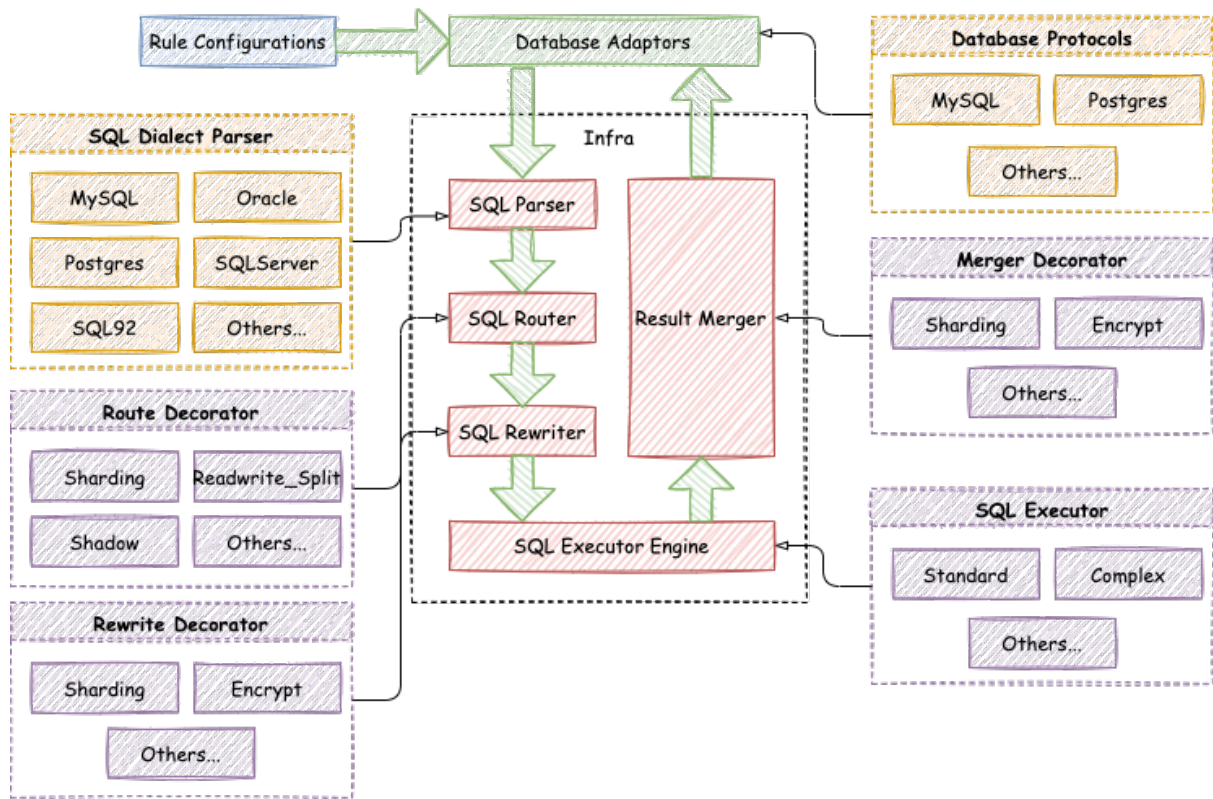 Rule Configurations
Database Adaptors
Database Protocols
MySQL
Postgres
Others...
SQL Dialect Parser
MySQL
Oracle
Postgres
SQLServer
SQL92
Others...
Infra
SQL Parser
SQL Router
SQL Rewriter
SQL Executor Engine
Result Merger
Merger Decorator
Sharding
Encrypt
Others...
Route Decorator
Sharding
Readwrite_Split
Shadow
Others...
SQL Executor
Standard
Complex
Others...
Rewrite Decorator
Sharding
Encrypt
Others...